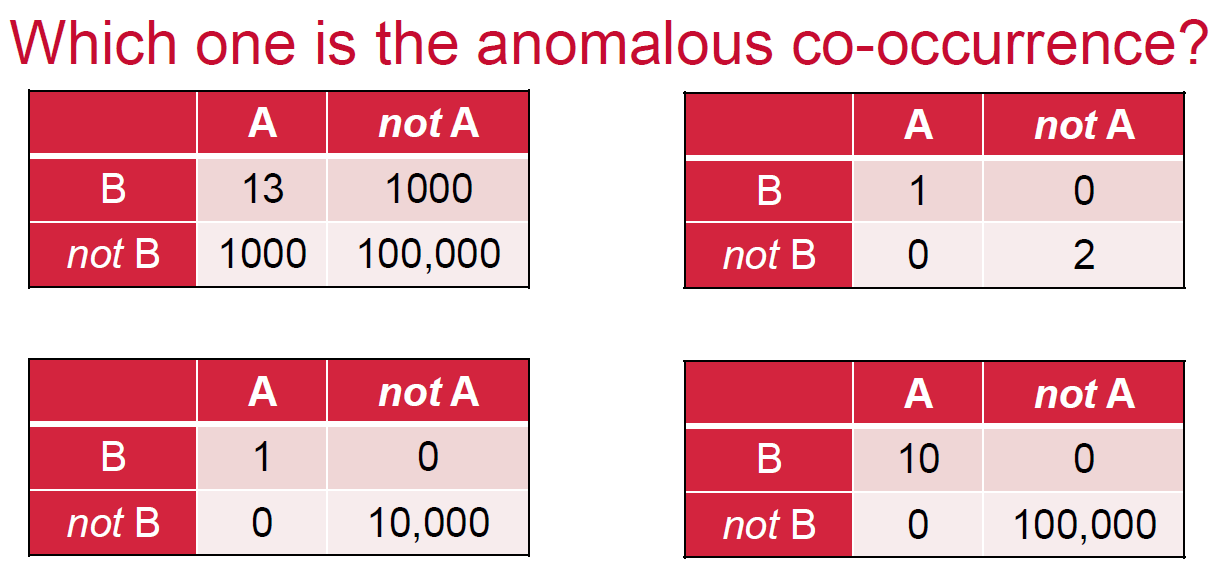 Which one is the anomalous co-occurrence?
A not A
B 13 1000
not B 1000 100,000
A not A
B 1 0
not B 0 2
A not A
B 1 0
not B 0 10,000
A not A
B 10 0
not B 0 100,000